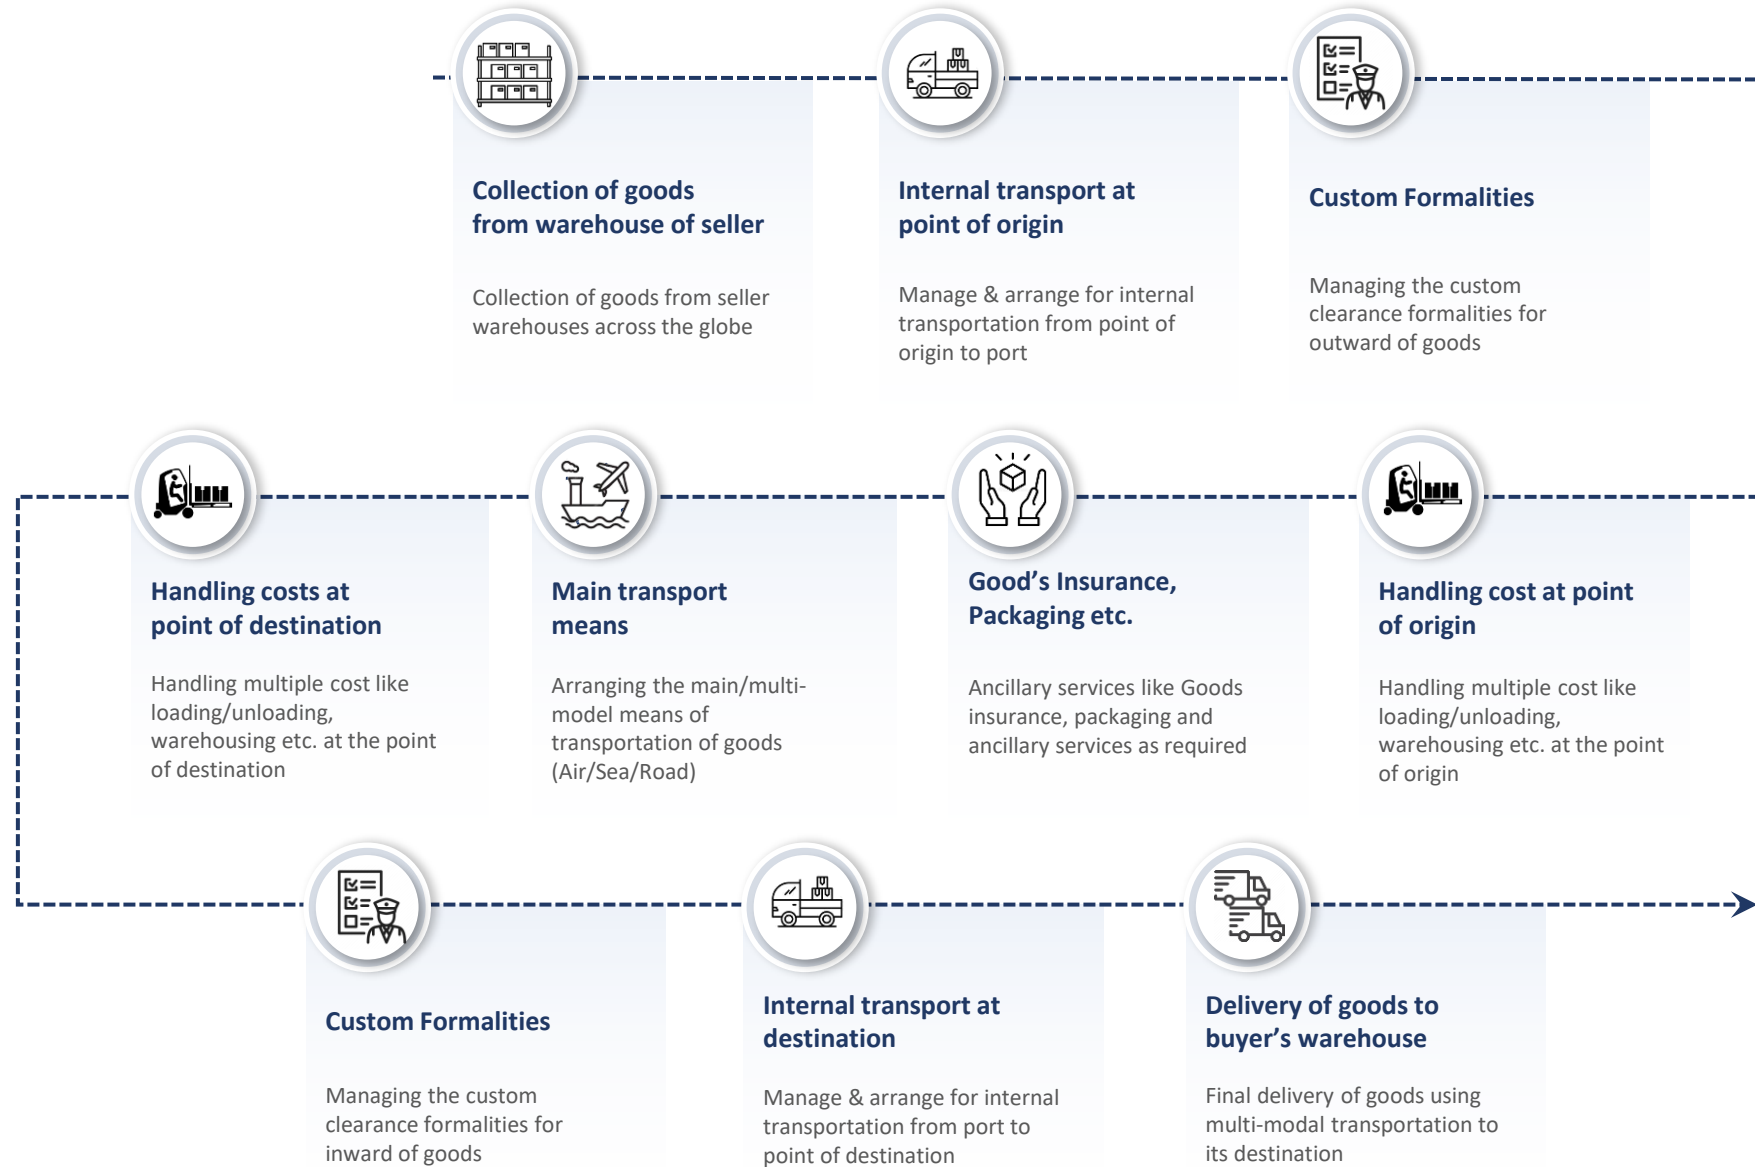 Collection of goods
from warehouse of seller
Collection of goods from seller
warehouses across the globe
Internal transport at
point of origin
Manage & arrange for internal
transportation from point of
origin to port
Custom Formalities
Managing the custom
clearance formalities for
outward of goods
Handling costs at
point of destination
Handling multiple cost like
loading/unloading,
warehousing etc. at the point
of destination
Main transport
means
Arranging the main/multi-
model means of
transportation of goods
(Air/Sea/Road)
Good’s Insurance,
Packaging etc.
Ancillary services like Goods
insurance, packaging and
ancillary services as required
Handling cost at point
of origin
Handling multiple cost like
loading/unloading,
warehousing etc. at the point
of origin
Custom Formalities
Managing the custom
clearance formalities for
inward of goods
Internal transport at
destination
Manage & arrange for internal
transportation from port to
point of destination
Delivery of goods to
buyer’s warehouse
Final delivery of goods using
multi-modal transportation to
its destination